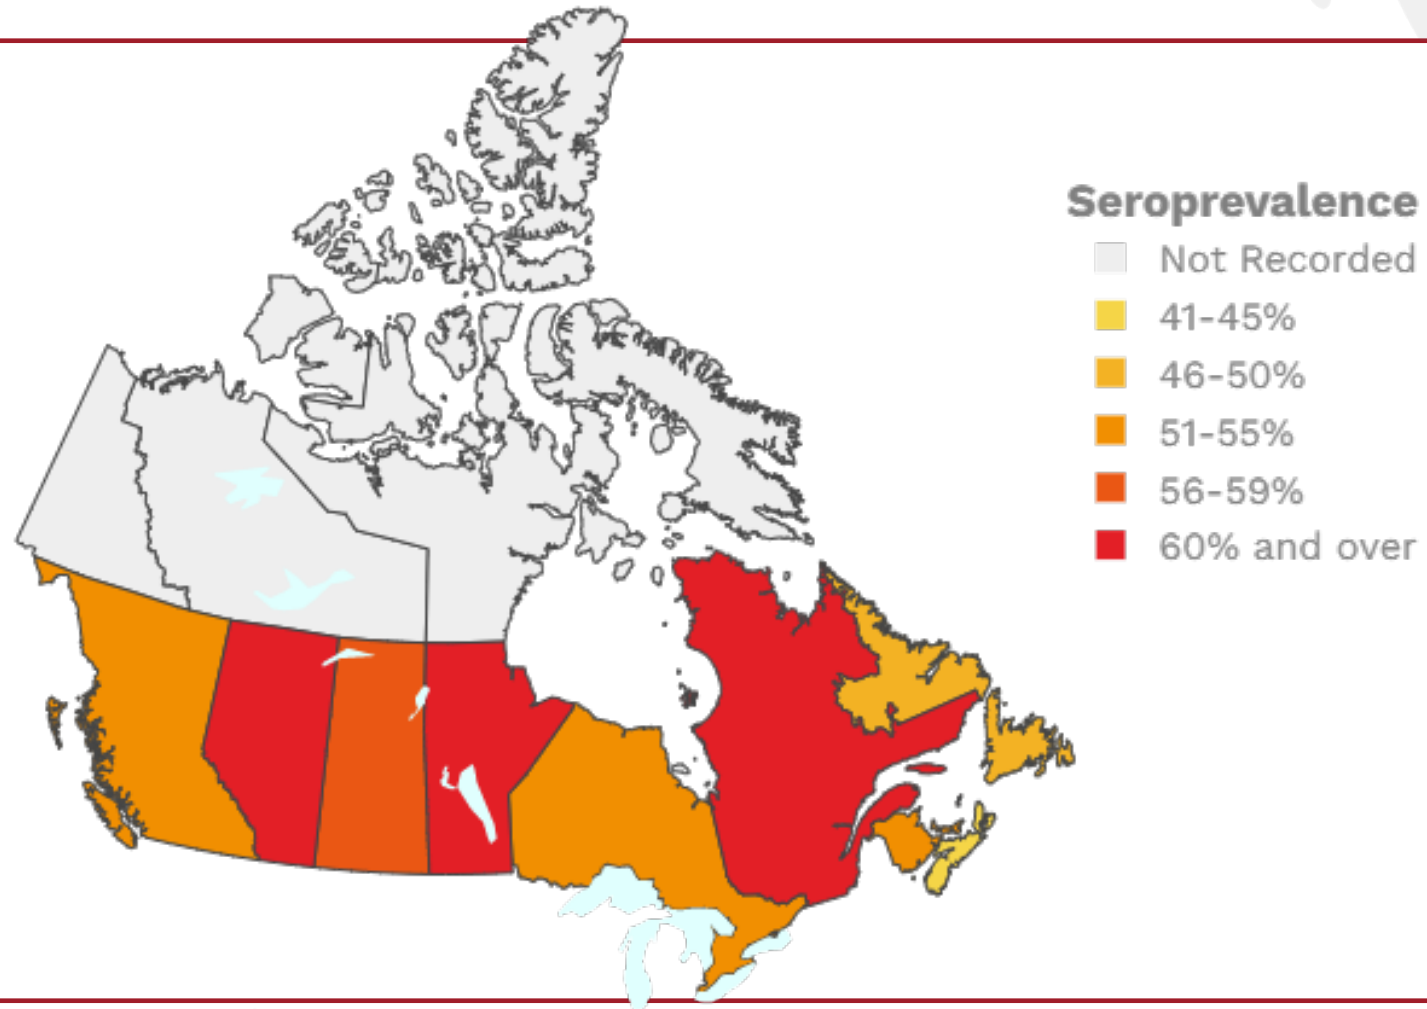 Seroprevalence
Not Recorded
41-45%
46-50%
51-55%
56-59%
60% and over